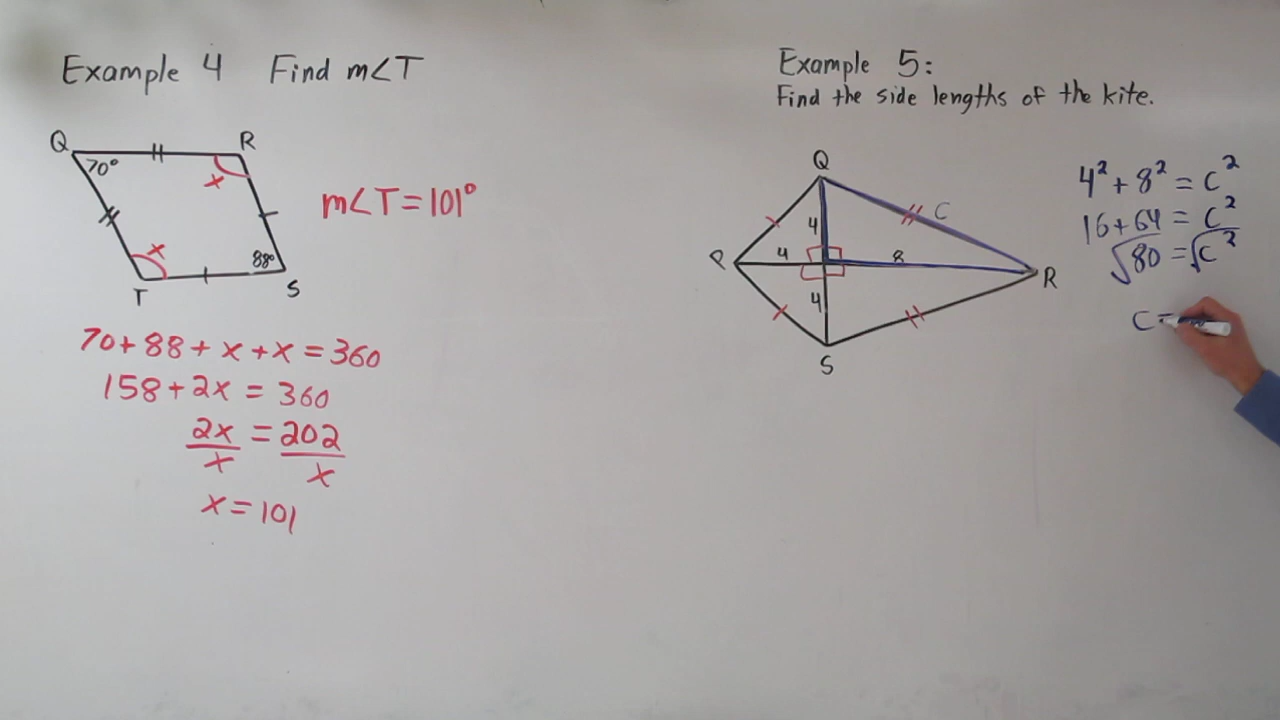 Example 4 Find m∠T
Q
R
70°
x
x
88°
T
S
m∠T = 101°
70 + 88 + x + x = 360
158 + 2x = 360
2x = 202
x x
x = 101
Example 5:
Find the side lengths of the kite.
Q
C
4
4
8
P
R
4
S
4² + 8² = C²
16 + 64 = C²
√80 = √C²
C =